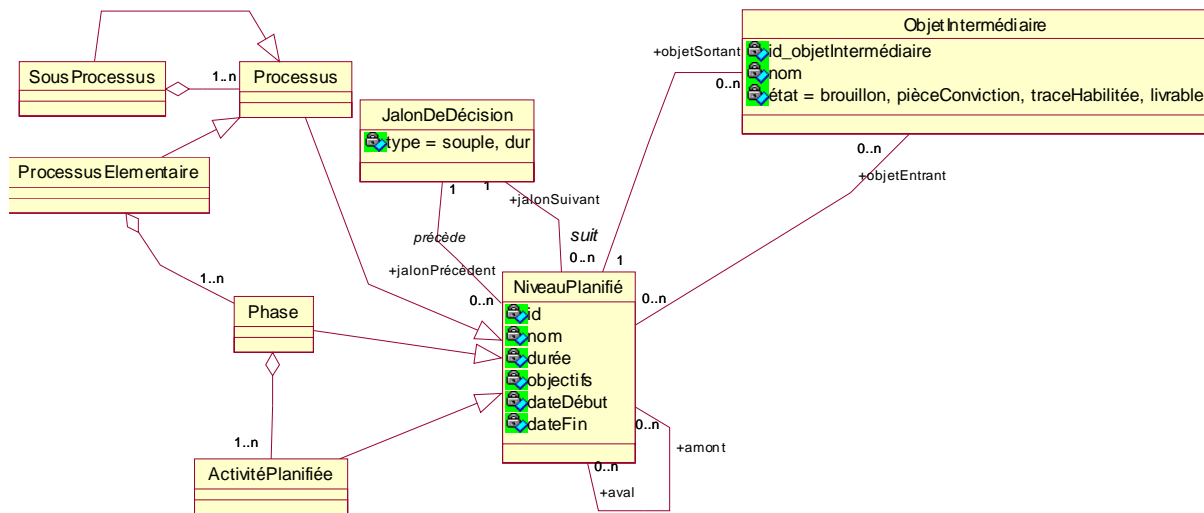 ObjetIntermédiaire
id_objetIntermédiaire
nom
état = brouillon, pièceConviction, traceHabilitée, livrable
+objetSortant
0..n
0..n
+objetEntrant
SousProcessus
1..n
Processus
JalonDeDécision
type = souple, dur
1
1
+jalonSuivant
ProcessusElementaire
précède
suit
+jalonPrécédent
0..n
1
0..n
0..n
1..n
NiveauPlanifié
id
nom
durée
objectifs
dateDébut
dateFin
Phase
0..n
+amont
0..n
+aval
1..n
ActivitéPlanifiée